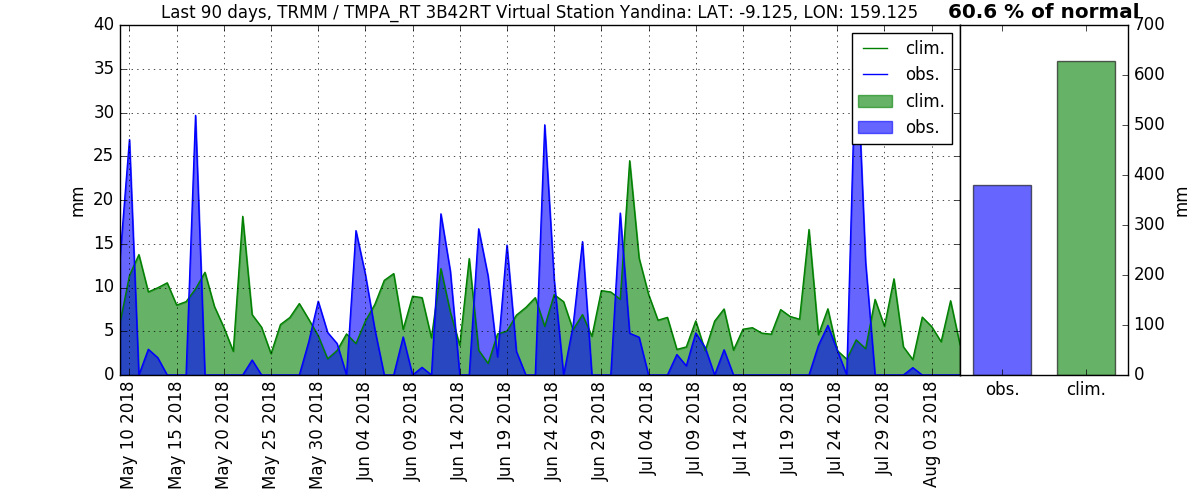 Last 90 days, TRMM / TMPA_RT 3B42RT Virtual Station Yandina: LAT: -9.125, LON: 159.125
60.6 % of normal
40
35
30
25
20
15
10
5
0
mm
clim.
obs.
clim.
obs.
700
600
500
400
300
200
100
0
mm
May 10 2018
May 15 2018
May 20 2018
May 25 2018
May 30 2018
Jun 04 2018
Jun 09 2018
Jun 14 2018
Jun 19 2018
Jun 24 2018
Jun 29 2018
Jul 04 2018
Jul 09 2018
Jul 14 2018
Jul 19 2018
Jul 24 2018
Jul 29 2018
Aug 03 2018
obs.
clim.